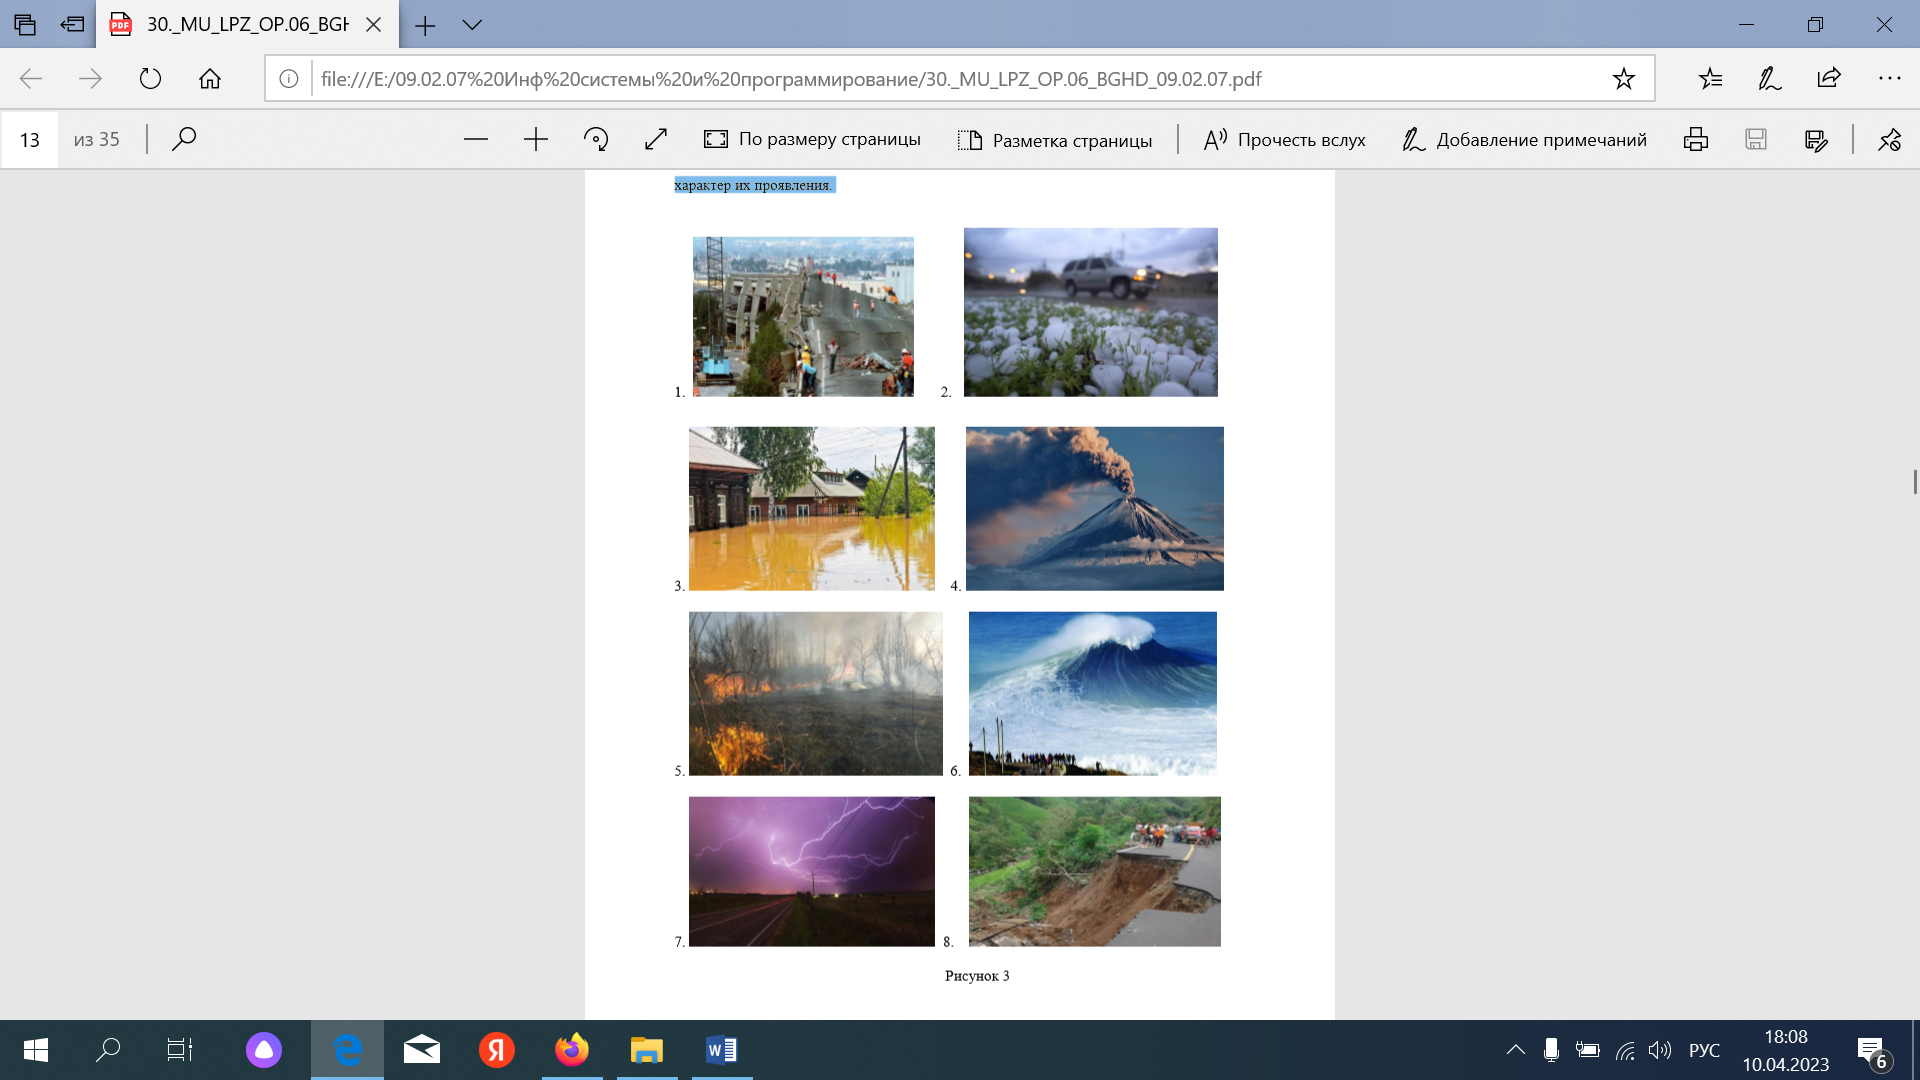 30._MU_LPZ_OP.06_BGH
file:///E:/09.02.07%20Инф%20системы%20и%20программирование/30._MU_LPZ_OP.06_BGHD_09.02.07.pdf
13 из 35 По размеру страницы Разметка страницы Прочесть вслух Добавление примечаний
характер их проявления.
1. 2.
3. 4.
5. 6.
7. 8.
Рисунок 3
18:08
РУС
10.04.2023
6